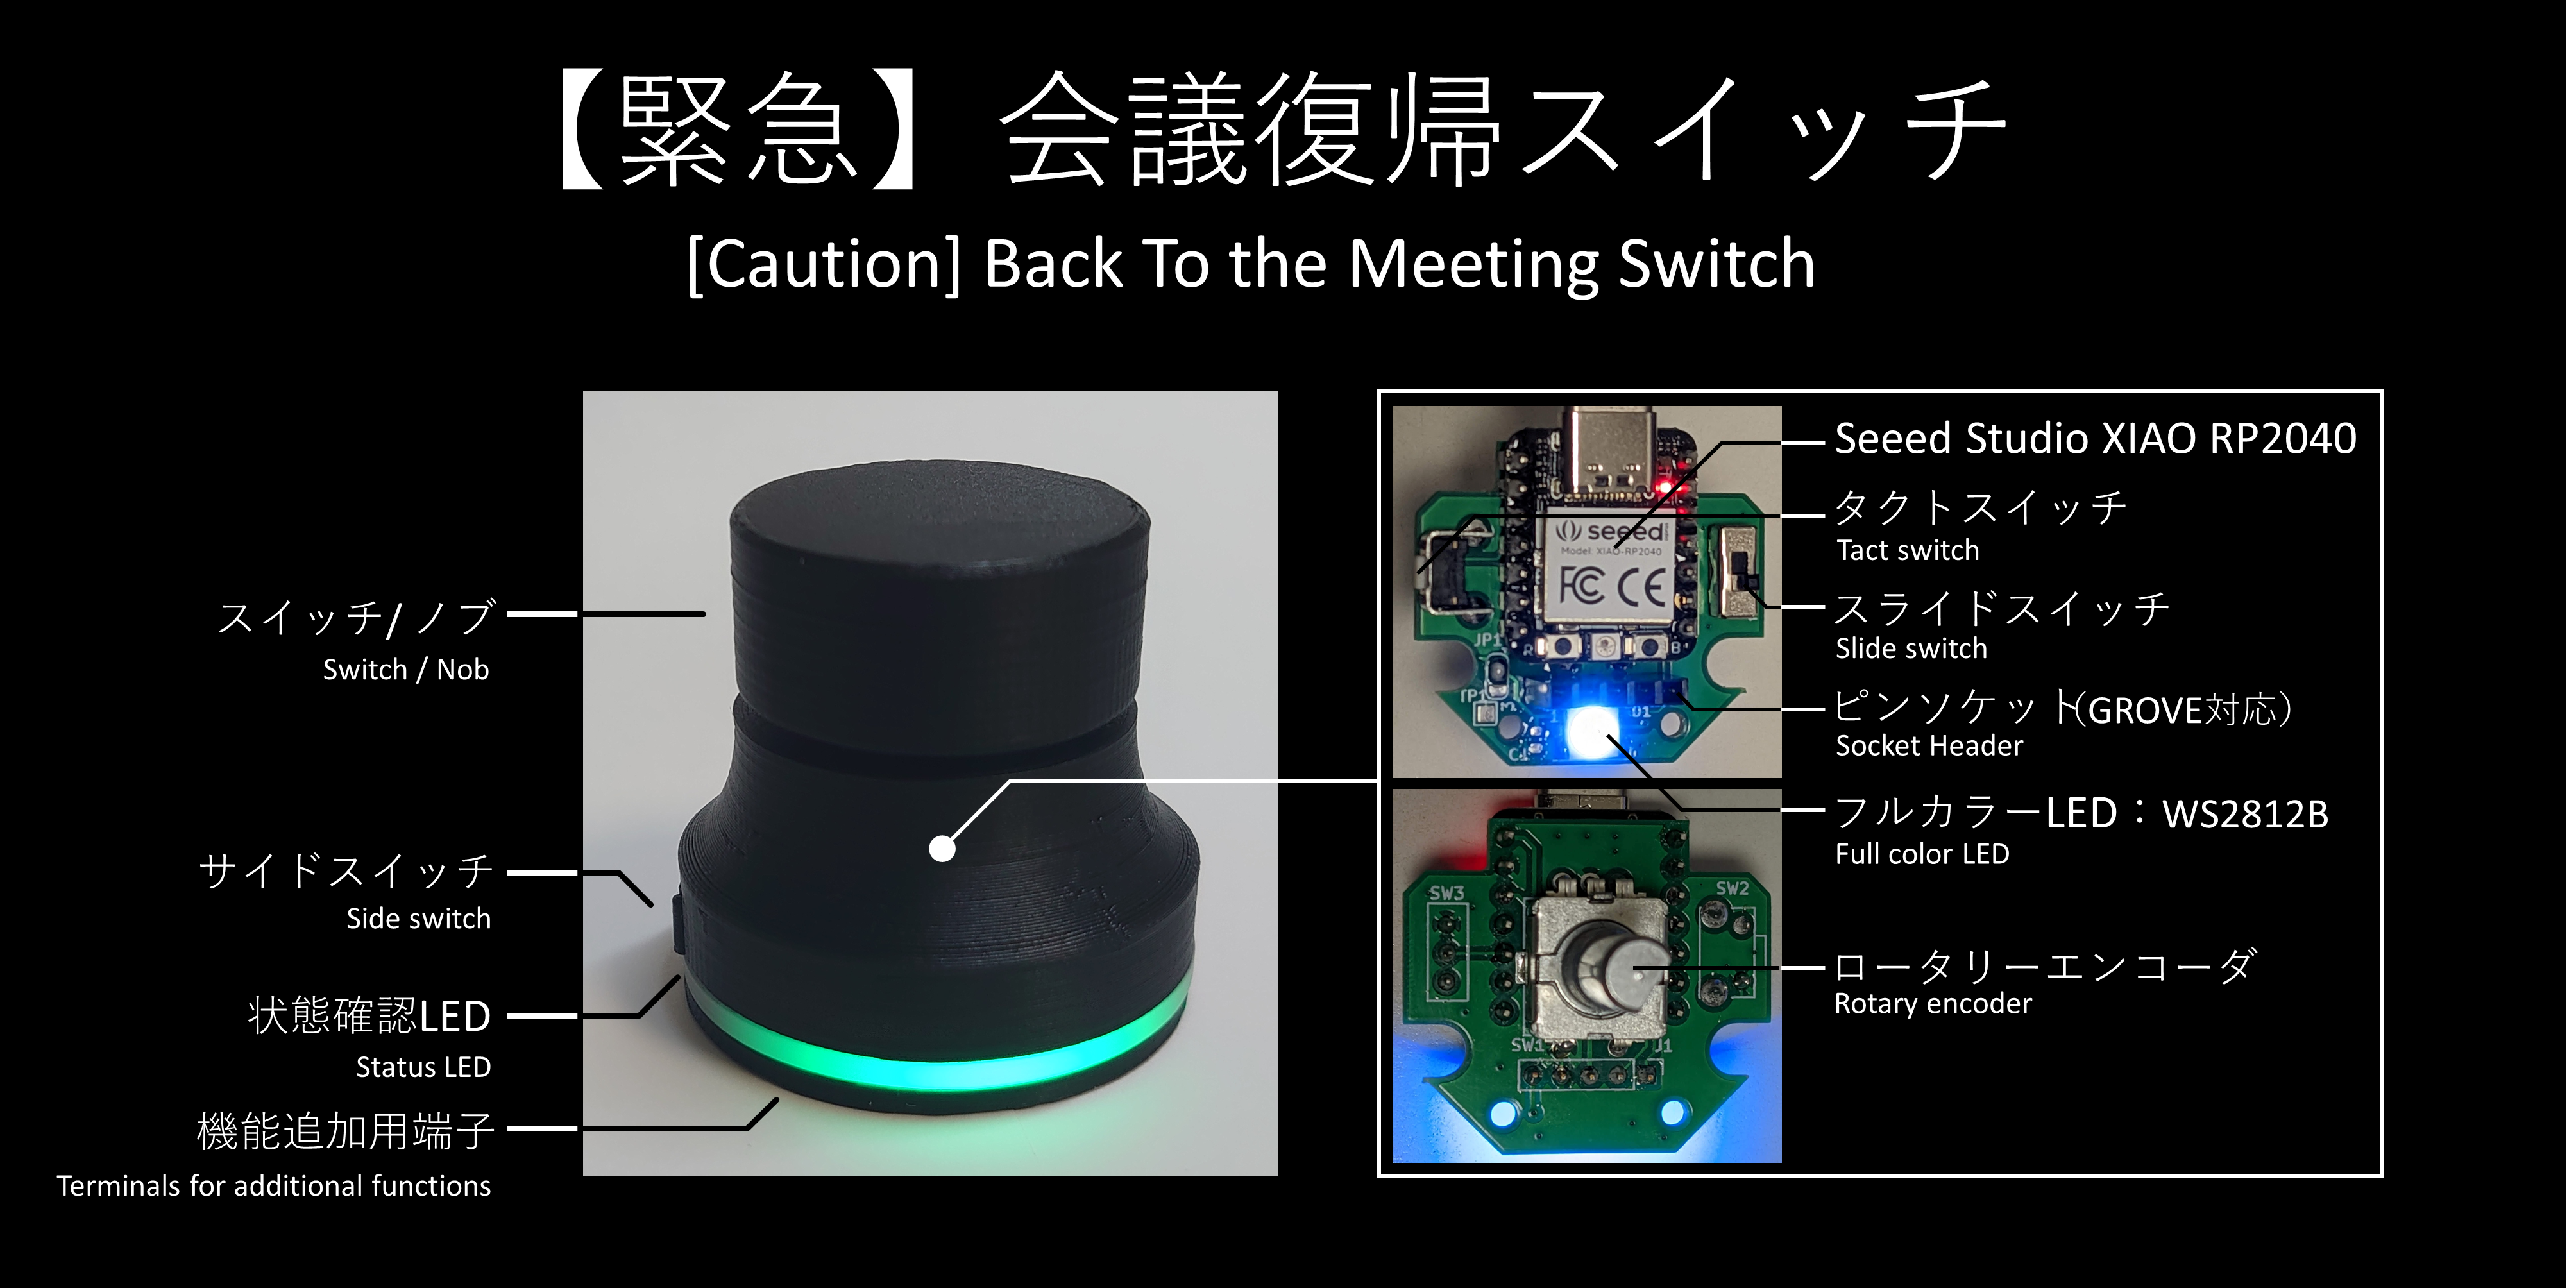 【緊急】会議復帰スイッチ
[Caution] Back To the Meeting Switch
スイッチ/ ノブ
Switch / Nob
サイドスイッチ
Side switch
状態確認LED
Status LED
機能追加用端子
Terminals for additional functions
seeed
Model: XIAO-RP2040
FC CE
R
B
JP1
TP1
U1
Seeed Studio XIAO RP2040
タクトスイッチ
Tact switch
スライドスイッチ
Slide switch
ピンソケット(GROVE対応)
Socket Header
フルカラーLED：WS2812B
Full color LED
SW3
SW2
SW1
J1
ロータリーエンコーダ
Rotary encoder